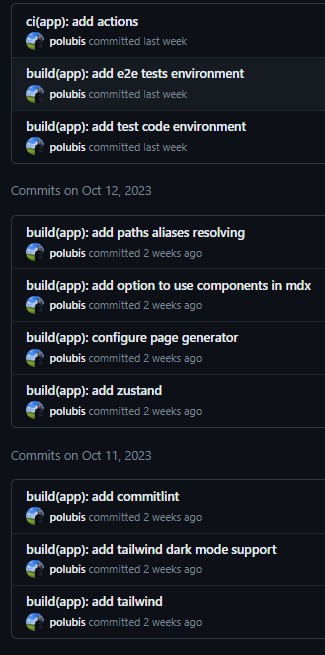 ci(app): add actions
polubis committed last week
build(app): add e2e tests environment
polubis committed last week
build(app): add test code environment
polubis committed last week
Commits on Oct 12, 2023
build(app): add paths aliases resolving
polubis committed 2 weeks ago
build(app): add option to use components in mdx
polubis committed 2 weeks ago
build(app): configure page generator
polubis committed 2 weeks ago
build(app): add zustand
polubis committed 2 weeks ago
Commits on Oct 11, 2023
build(app): add commitlint
polubis committed 2 weeks ago
build(app): add tailwind dark mode support
polubis committed 2 weeks ago
build(app): add tailwind
polubis committed 2 weeks ago